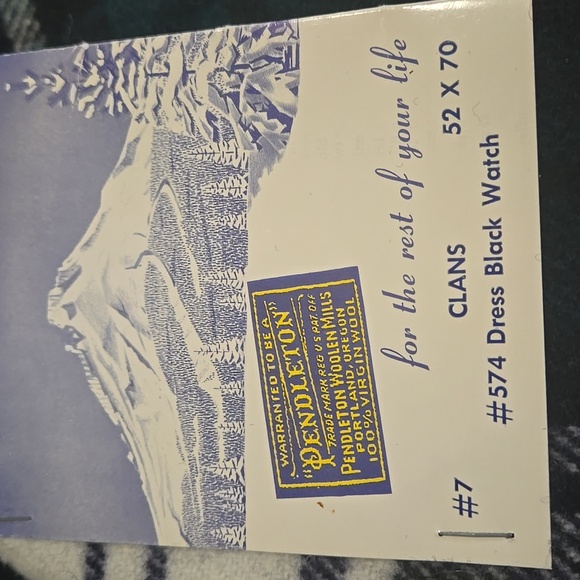 WARRANTED TO BE A
"PENDLETON"
TRADE MARK REG U S PAT. OFF.
PENDLETON WOOLEN MILLS
PORTLAND, OREGON
100% VIRGIN WOOL
for the rest of your life
#7 CLANS 52 X 70
#574 Dress Black Watch